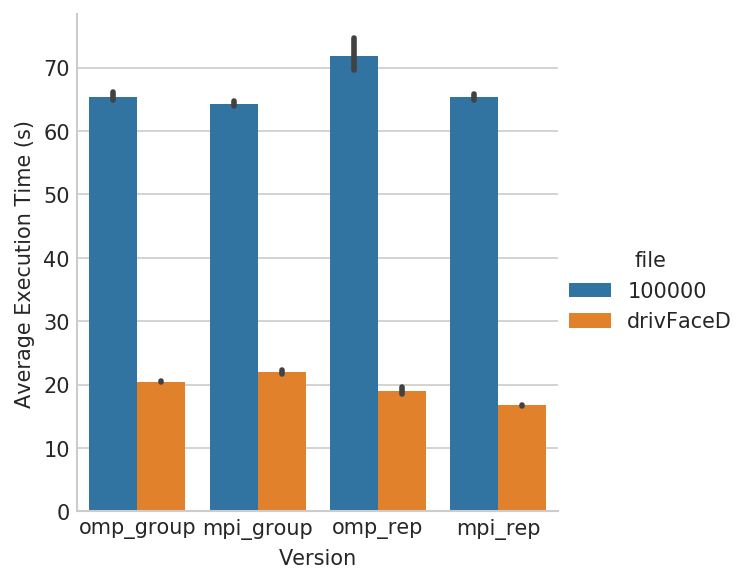 Average Execution Time (s)
70
60
50
40
30
20
10
0
omp_group mpi_group omp_rep mpi_rep
Version
file
100000
drivFaceD